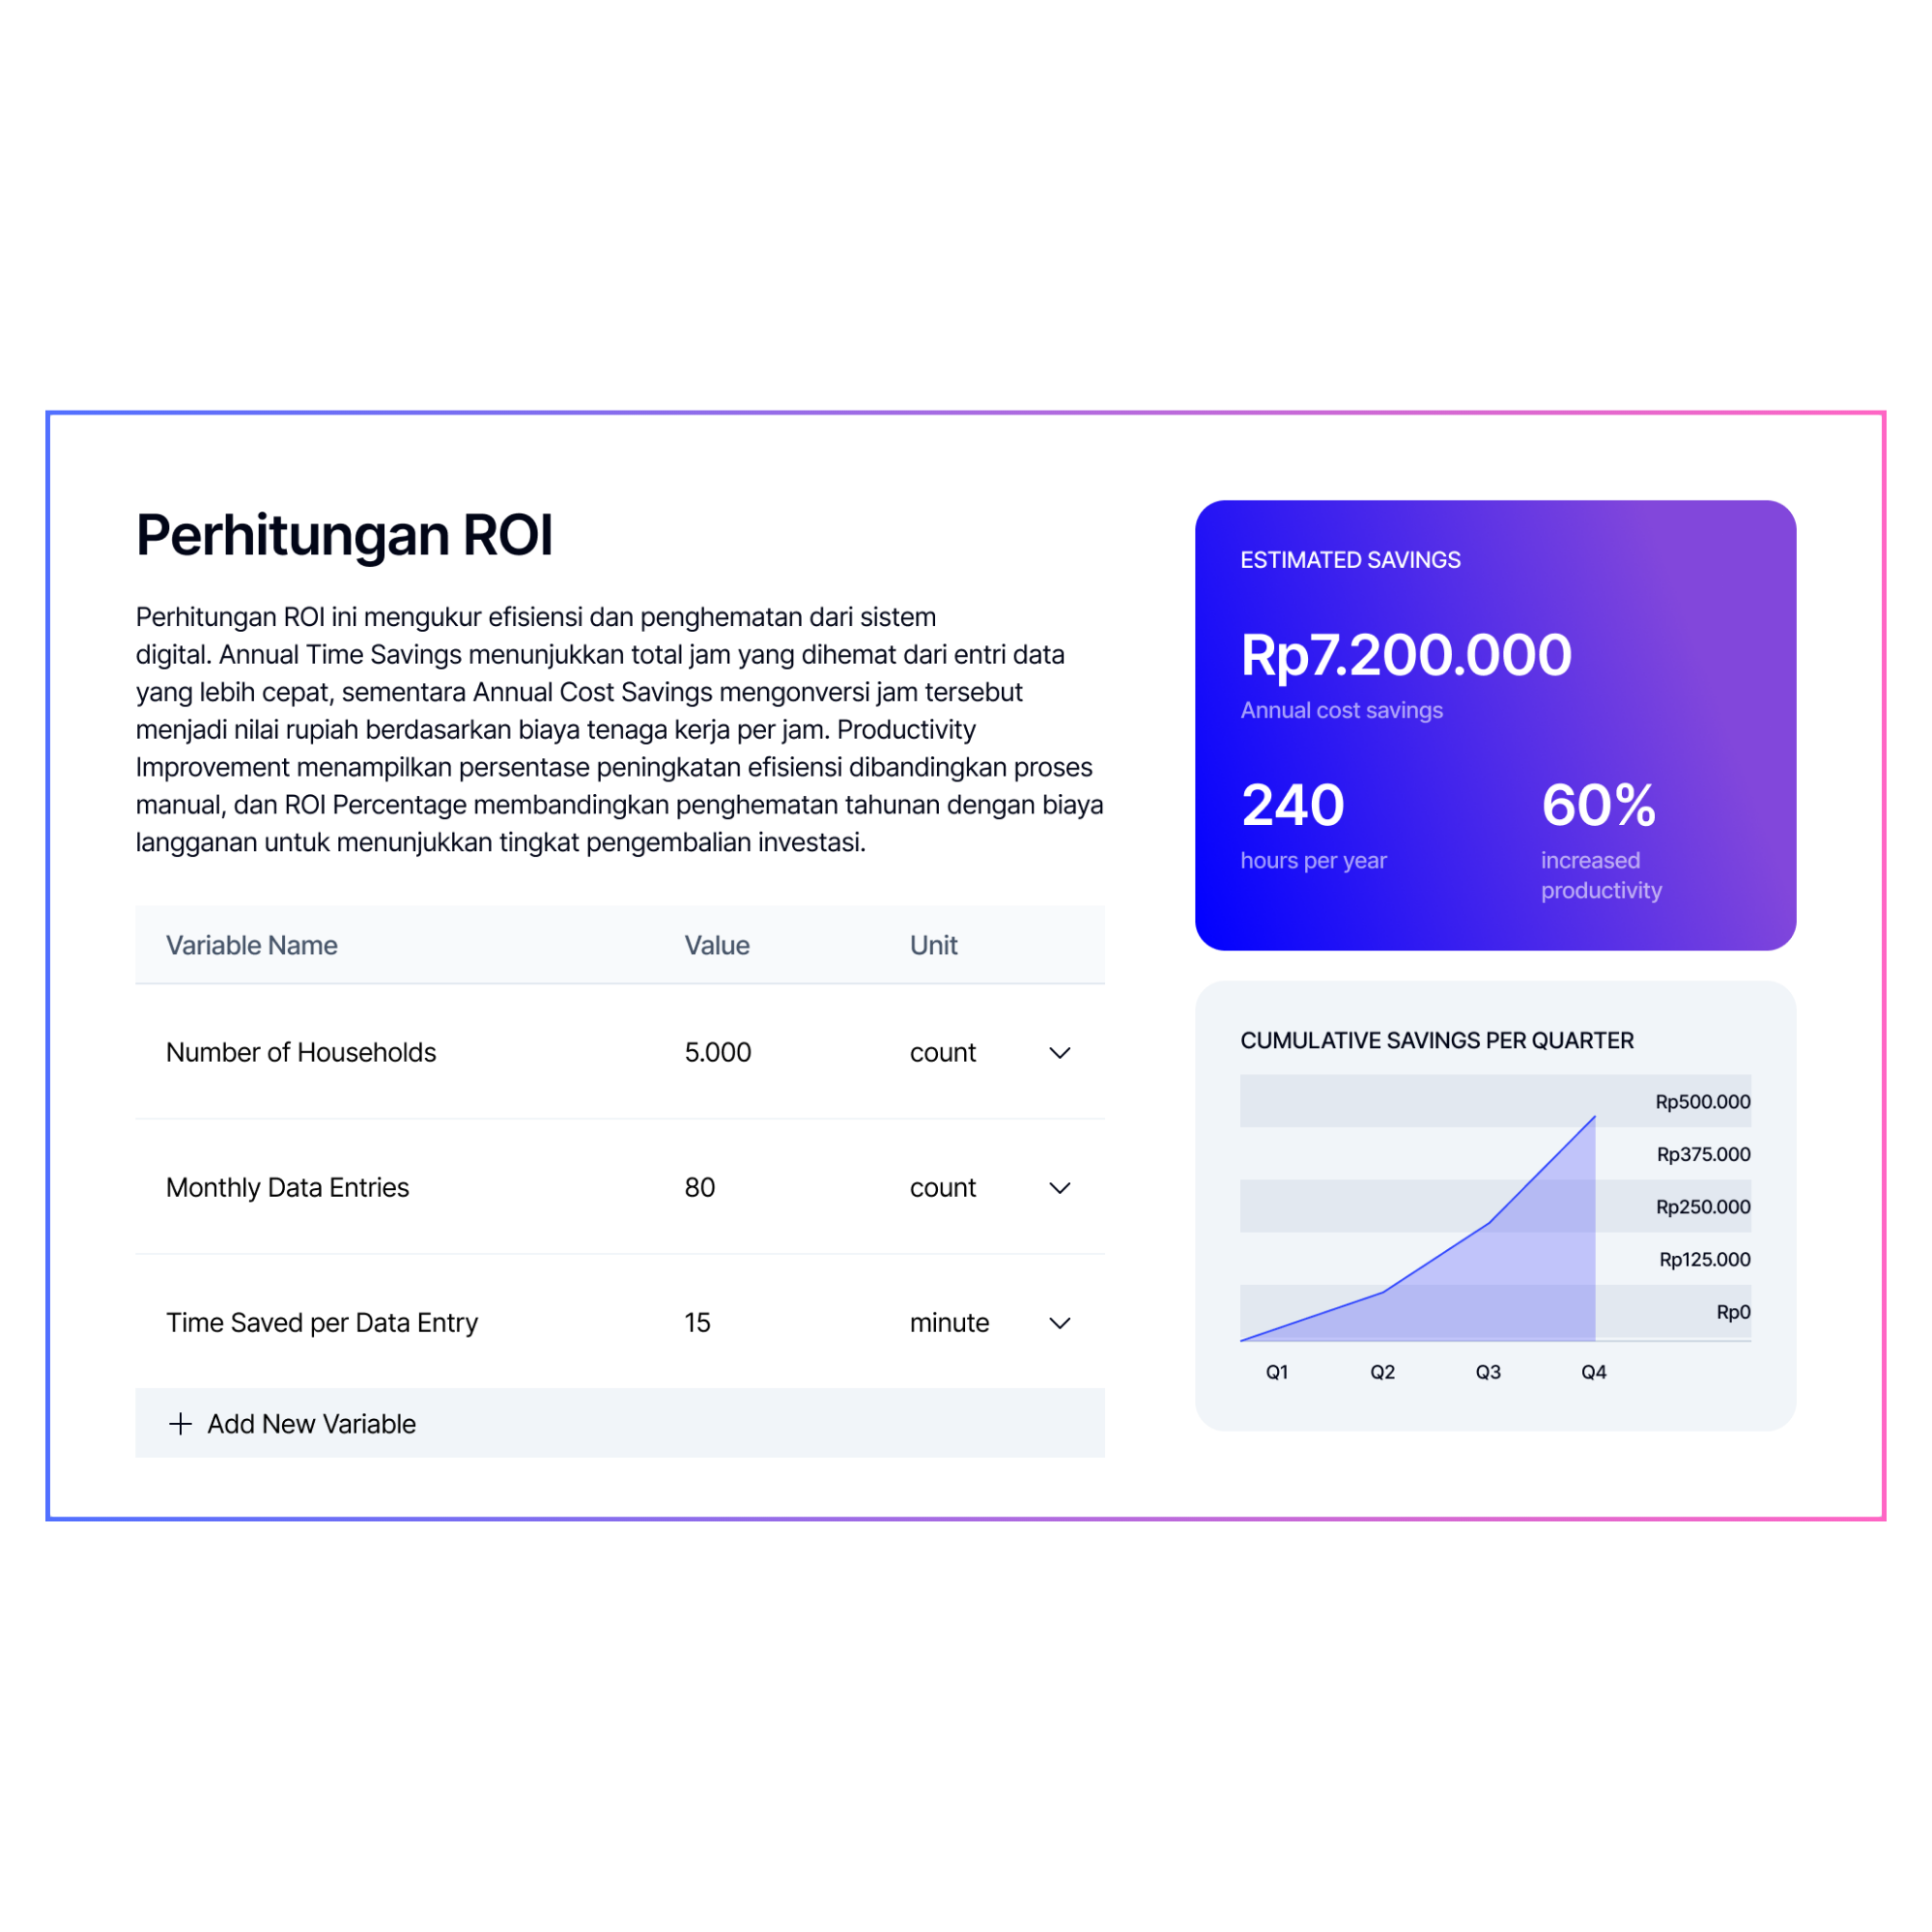 Perhitungan ROI
Perhitungan ROI ini mengukur efisiensi dan penghematan dari sistem
digital. Annual Time Savings menunjukkan total jam yang dihemat dari entri data
yang lebih cepat, sementara Annual Cost Savings mengonversi jam tersebut
menjadi nilai rupiah berdasarkan biaya tenaga kerja per jam. Productivity
Improvement menampilkan persentase peningkatan efisiensi dibandingkan proses
manual, dan ROI Percentage membandingkan penghematan tahunan dengan biaya
langganan untuk menunjukkan tingkat pengembalian investasi.
Variable Name Value Unit
Number of Households 5.000 count
Monthly Data Entries 80 count
Time Saved per Data Entry 15 minute
+ Add New Variable
ESTIMATED SAVINGS
Rp7.200.000
Annual cost savings
240 60%
hours per year increased
productivity
CUMULATIVE SAVINGS PER QUARTER
Rp500.000
Rp375.000
Rp250.000
Rp125.000
Rp0
Q1 Q2 Q3 Q4